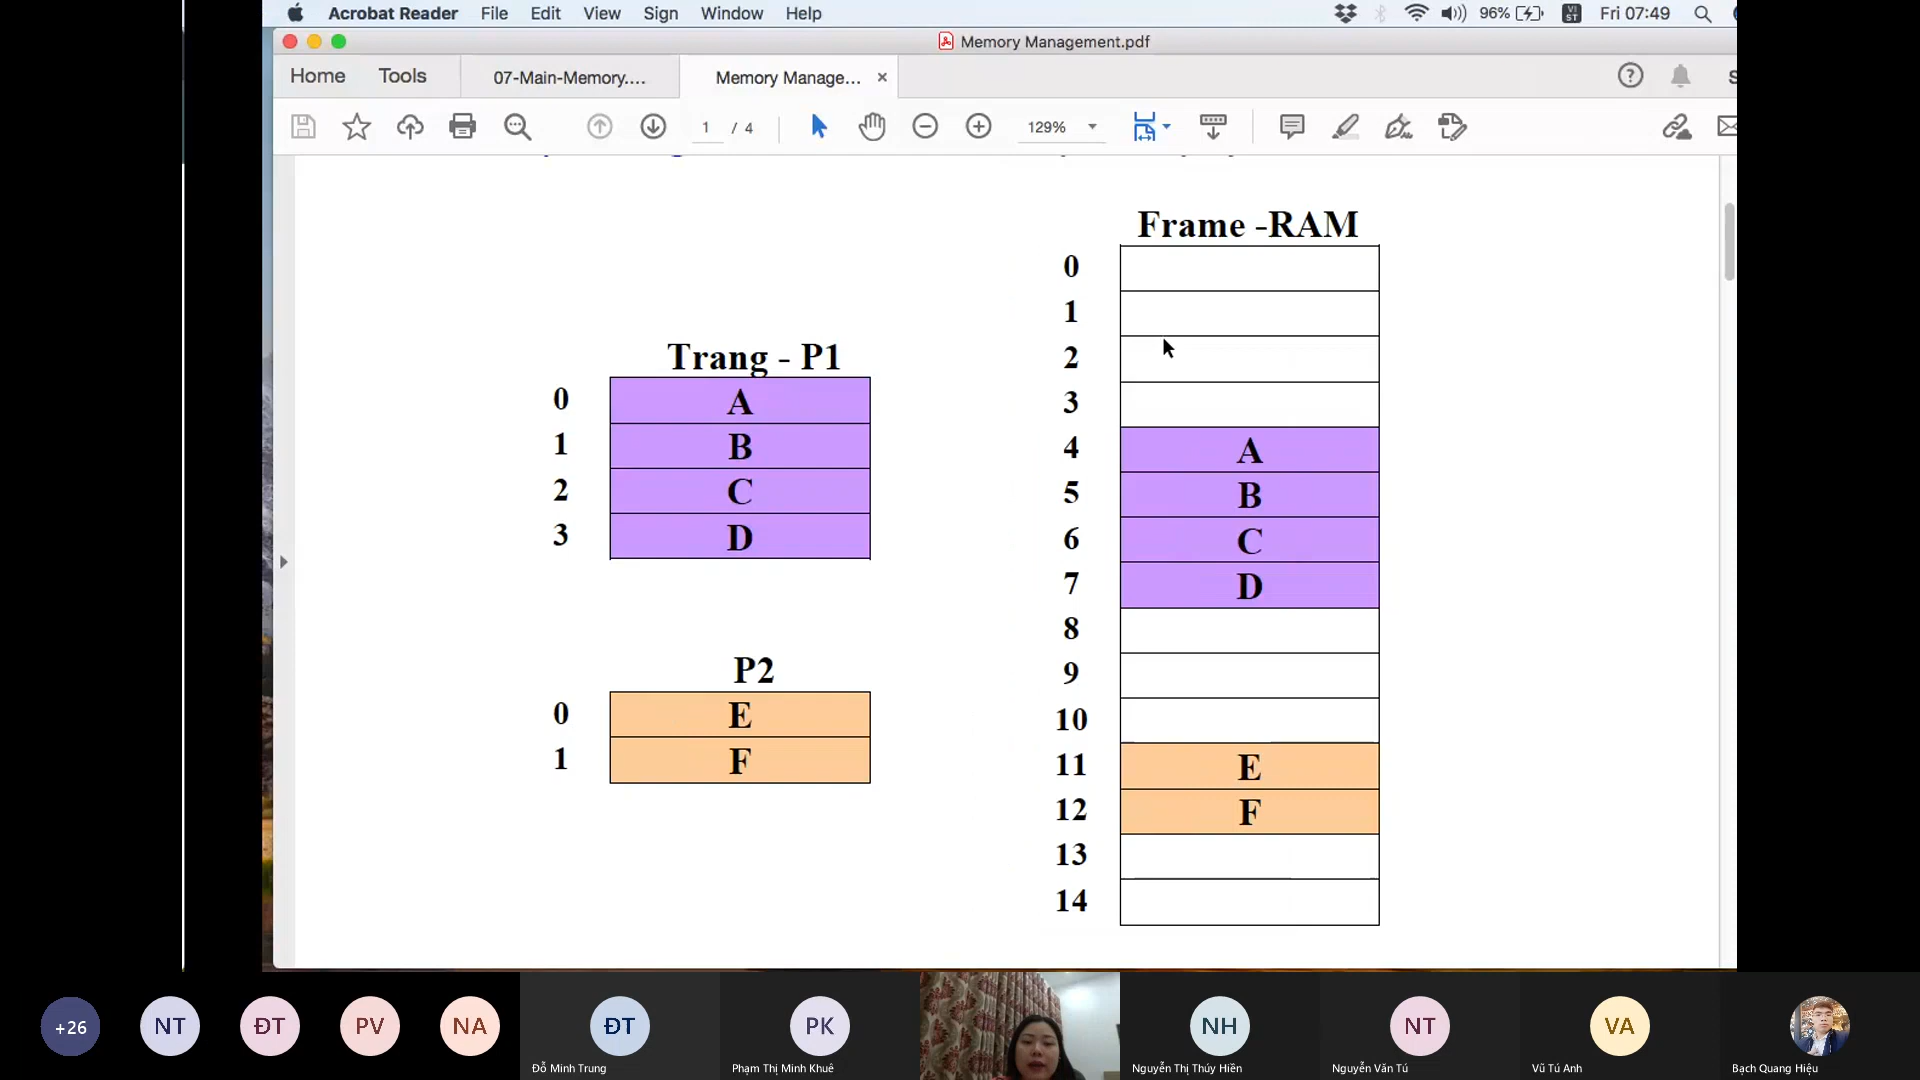 Acrobat Reader File Edit View Sign Window Help 96% VI ST Fri 07:49
Memory Management.pdf
Home Tools 07-Main-Memory.... Memory Manage... ×
1 / 4 129%
Frame -RAM
0
1
2
3
4 A
5 B
6 C
7 D
8
9
10
11 E
12 F
13
14
Trang - P1
0 A
1 B
2 C
3 D
P2
0 E
1 F
+26 NT ĐT PV NA ĐT PK NH NT VA
Đỗ Minh Trung Phạm Thị Minh Khuê Nguyễn Thị Thúy Hiền Nguyễn Văn Tú Vũ Tú Anh Bạch Quang Hiệu